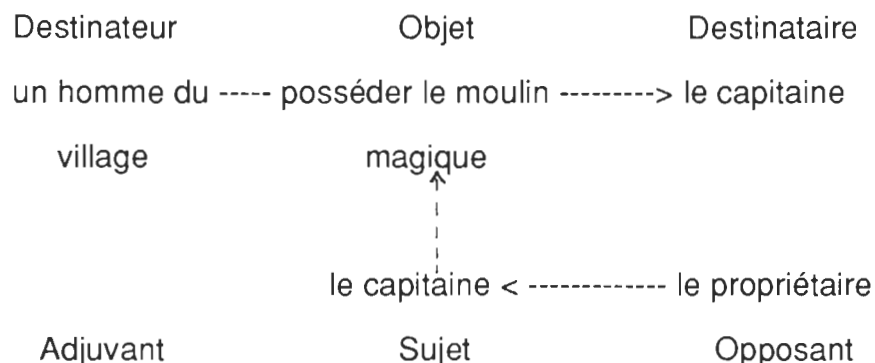 Destinateur Objet Destinataire
un homme du ----- posséder le moulin ---------> le capitaine
village magique
le capitaine < ------------- le propriétaire
Adjuvant Sujet Opposant